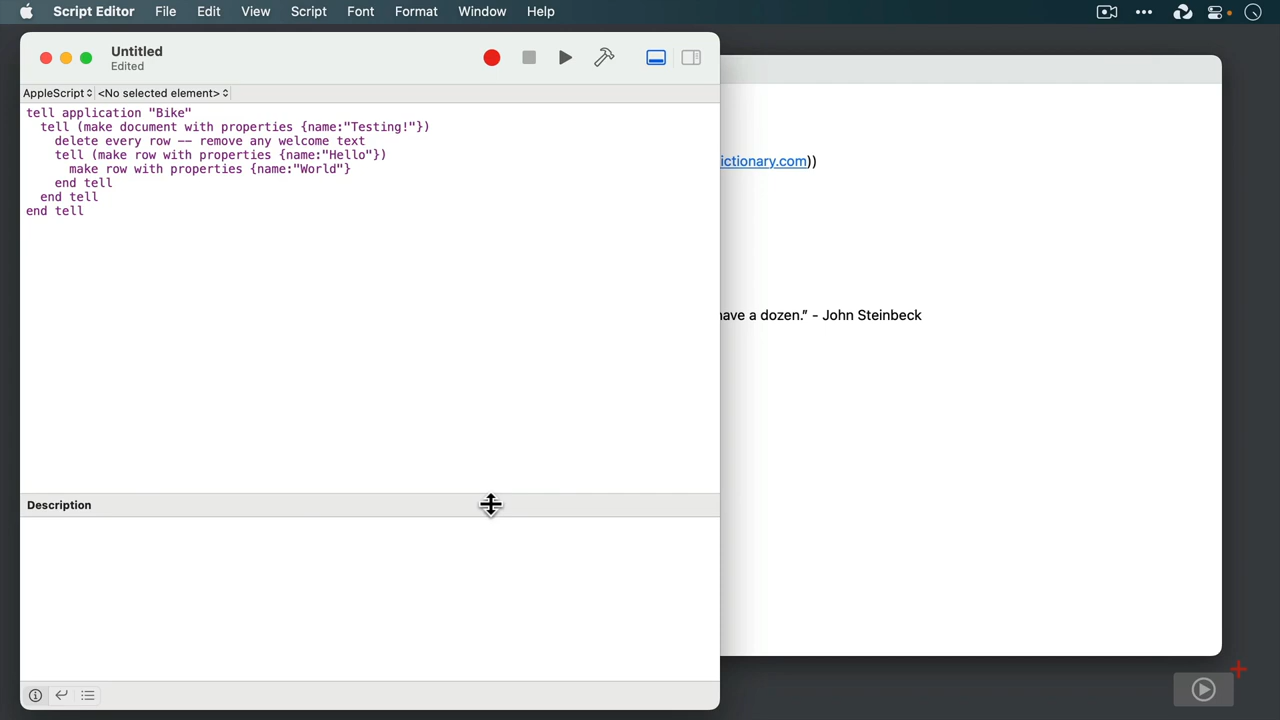 Script Editor File Edit View Script Font Format Window Help
Untitled
Edited
AppleScript <No selected element>
tell application "Bike"
tell (make document with properties {name:"Testing!"})
delete every row -- remove any welcome text
tell (make row with properties {name:"Hello"})
make row with properties {name:"World"}
end tell
end tell
end tell
Description
ictionary.com))
have a dozen.” - John Steinbeck